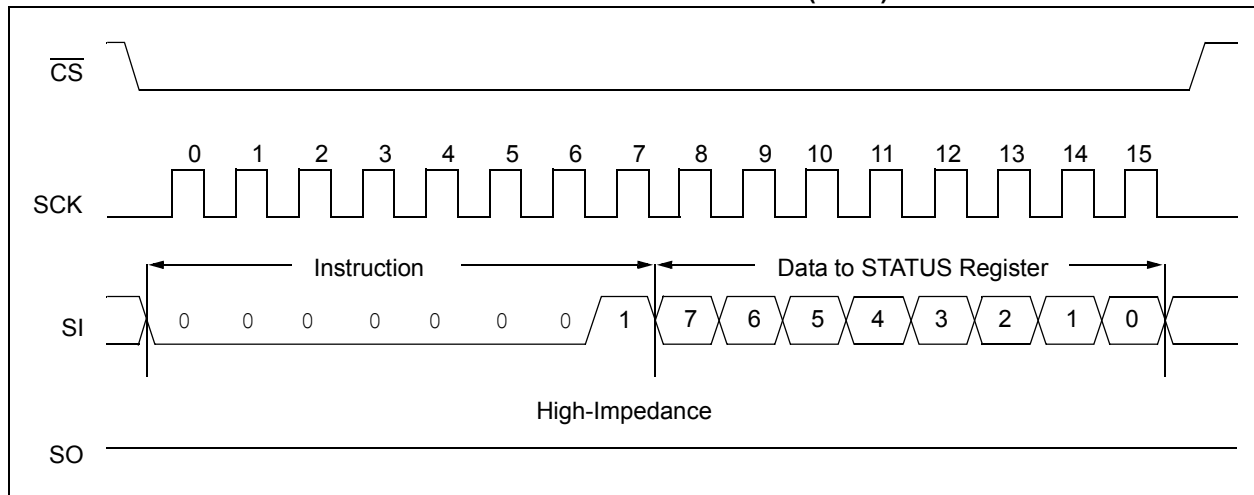 CS
0 1 2 3 4 5 6 7 8 9 10 11 12 13 14 15
SCK
Instruction Data to STATUS Register
SI 0 0 0 0 0 0 0 1 7 6 5 4 3 2 1 0
High-Impedance
SO